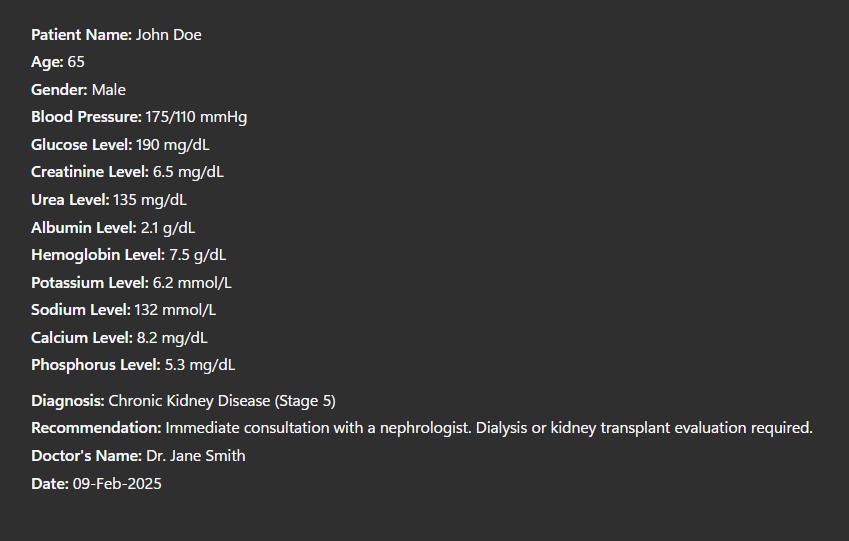 Patient Name: John Doe
Age: 65
Gender: Male
Blood Pressure: 175/110 mmHg
Glucose Level: 190 mg/dL
Creatinine Level: 6.5 mg/dL
Urea Level: 135 mg/dL
Albumin Level: 2.1 g/dL
Hemoglobin Level: 7.5 g/dL
Potassium Level: 6.2 mmol/L
Sodium Level: 132 mmol/L
Calcium Level: 8.2 mg/dL
Phosphorus Level: 5.3 mg/dL
Diagnosis: Chronic Kidney Disease (Stage 5)
Recommendation: Immediate consultation with a nephrologist. Dialysis or kidney transplant evaluation required.
Doctor's Name: Dr. Jane Smith
Date: 09-Feb-2025